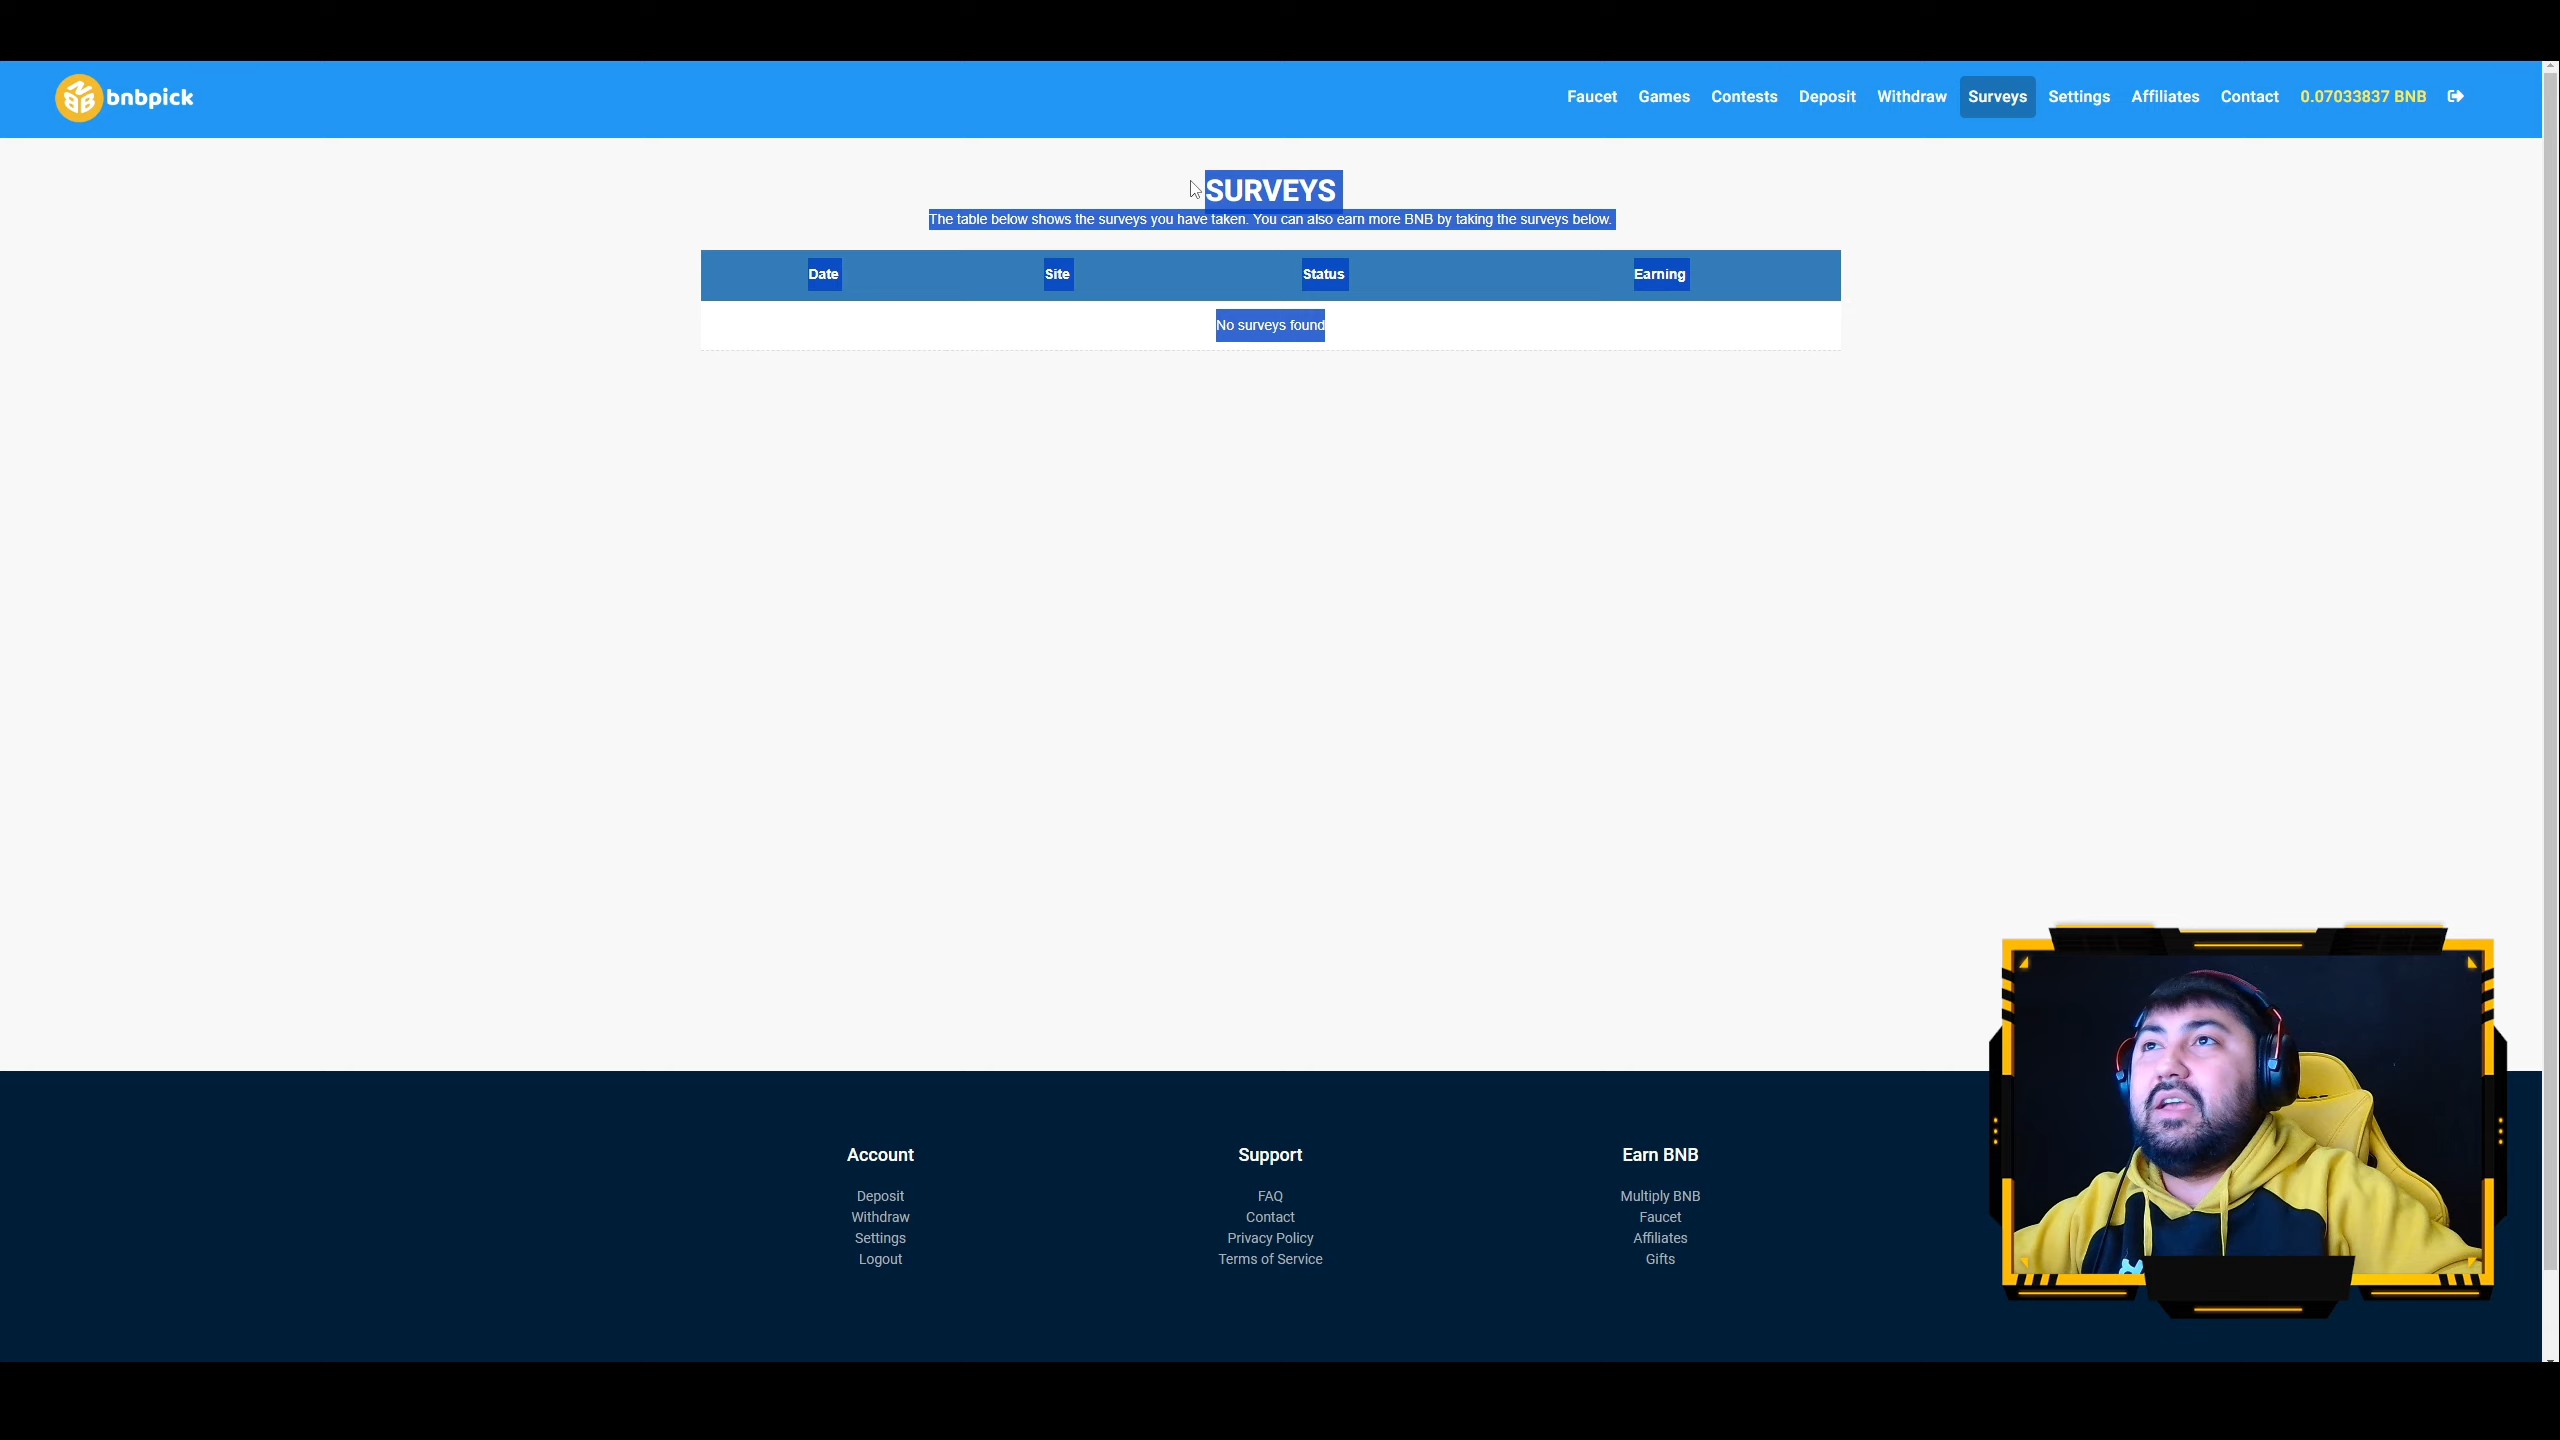 bnbpick
Faucet Games Contests Deposit Withdraw Surveys Settings Affiliates Contact 0.07033837 BNB
SURVEYS
The table below shows the surveys you have taken. You can also earn more BNB by taking the surveys below.
Date Site Status Earning
No surveys found
Account Support Earn BNB
Deposit FAQ Multiply BNB
Withdraw Contact Faucet
Settings Privacy Policy Affiliates
Logout Terms of Service Gifts